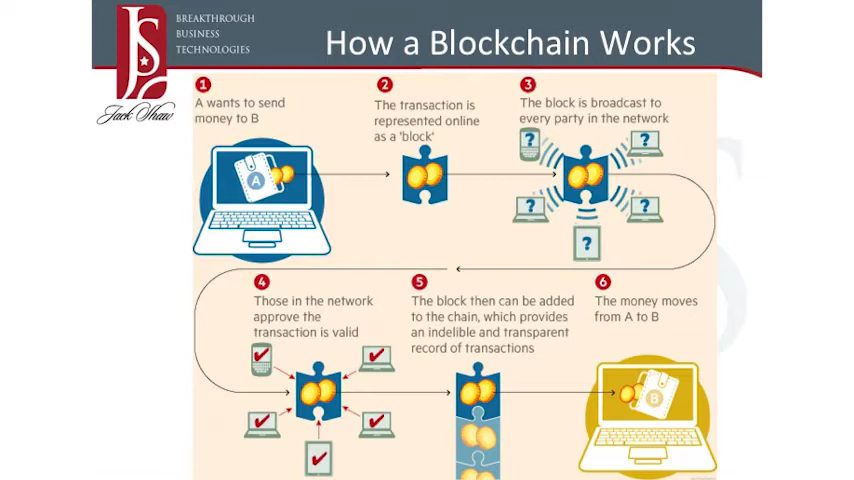 BREAKTHROUGH
BUSINESS
TECHNOLOGIES
JS
Jack Shaw
How a Blockchain Works
1
A wants to send
money to B
2
The transaction is
represented online
as a 'block'
3
The block is broadcast to
every party in the network
A
?
?
?
?
?
4
Those in the network
approve the
transaction is valid
5
The block then can be added
to the chain, which provides
an indelible and transparent
record of transactions
6
The money moves
from A to B
B